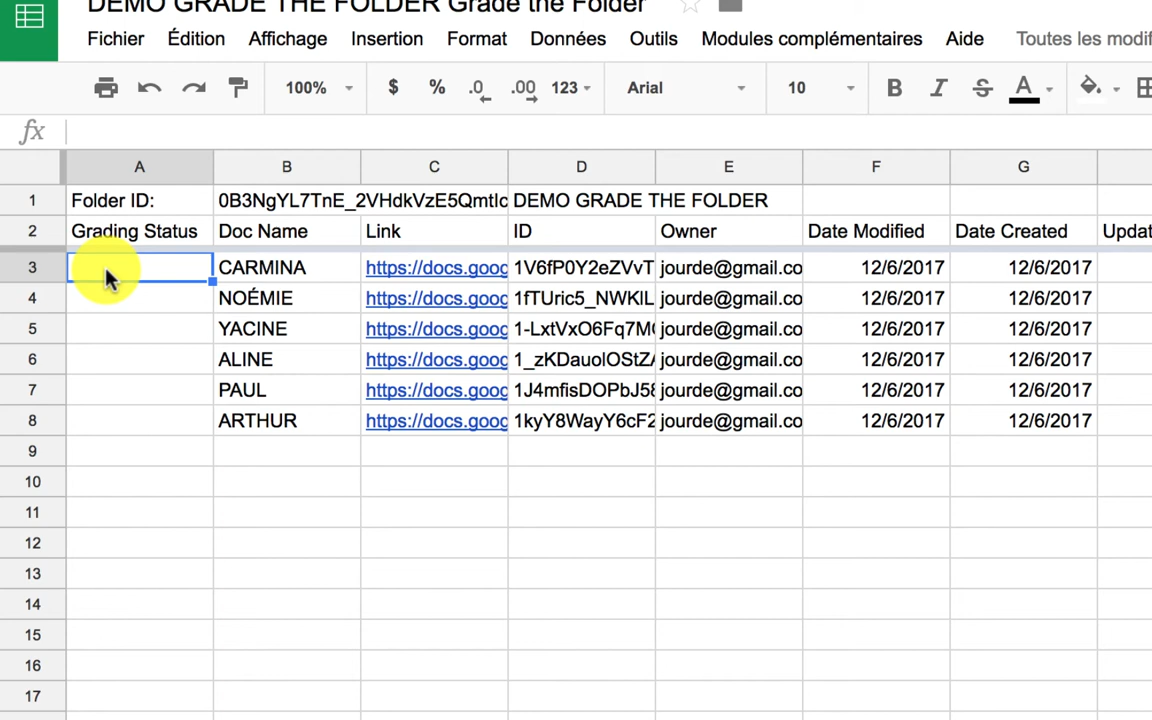 DEMO GRADE THE FOLDER Grade the Folder
Fichier Édition Affichage Insertion Format Données Outils Modules complémentaires Aide Toutes les modif
100% $ % .0 .00 123 Arial 10 B I S A
fx
A B C D E F G
1 Folder ID: 0B3NgYL7TnE_2VHdkVzE5Qmtlc DEMO GRADE THE FOLDER
2 Grading Status Doc Name Link ID Owner Date Modified Date Created Updat
3 CARMINA https://docs.goog 1V6fP0Y2eZVvT jourde@gmail.co 12/6/2017 12/6/2017
4 NOÉMIE https://docs.goog 1fTUric5_NWKlL jourde@gmail.co 12/6/2017 12/6/2017
5 YACINE https://docs.goog 1-LxtVxO6Fq7M jourde@gmail.co 12/6/2017 12/6/2017
6 ALINE https://docs.goog 1_zKDauolOStZ jourde@gmail.co 12/6/2017 12/6/2017
7 PAUL https://docs.goog 1J4mfisDOPbJ58 jourde@gmail.co 12/6/2017 12/6/2017
8 ARTHUR https://docs.goog 1kyY8WayY6cF2 jourde@gmail.co 12/6/2017 12/6/2017
9
10
11
12
13
14
15
16
17